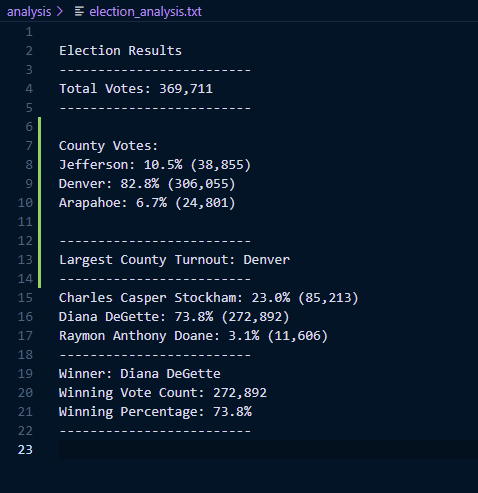 analysis > election_analysis.txt
1
2 Election Results
3 -------------------------
4 Total Votes: 369,711
5 -------------------------
6
7 County Votes:
8 Jefferson: 10.5% (38,855)
9 Denver: 82.8% (306,055)
10 Arapahoe: 6.7% (24,801)
11
12 -------------------------
13 Largest County Turnout: Denver
14 -------------------------
15 Charles Casper Stockham: 23.0% (85,213)
16 Diana DeGette: 73.8% (272,892)
17 Raymon Anthony Doane: 3.1% (11,606)
18 -------------------------
19 Winner: Diana DeGette
20 Winning Vote Count: 272,892
21 Winning Percentage: 73.8%
22 -------------------------
23